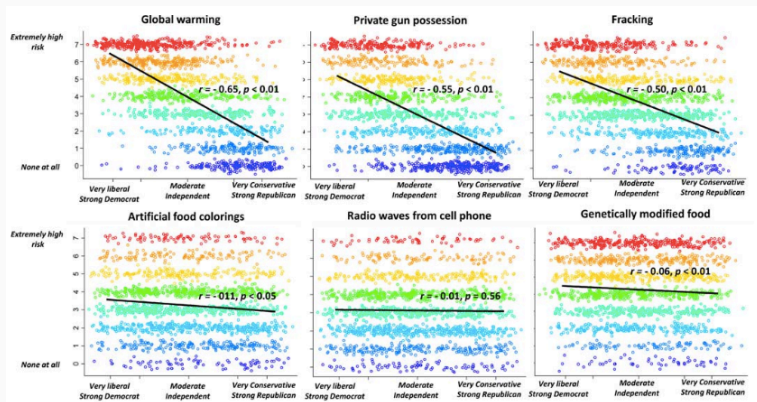 Global warming
Private gun possession
Fracking
Extremely high
risk
7
6
5
4
3
2
1
0
None at all
r = - 0.65, p < 0.01
r = - 0.55, p < 0.01
r = - 0.50, p < 0.01
Very liberal
Strong Democrat
Moderate
Independent
Very Conservative
Strong Republican
Very liberal
Strong Democrat
Moderate
Independent
Very Conservative
Strong Republican
Very liberal
Strong Democrat
Moderate
Independent
Very Conservative
Strong Republican
Artificial food colorings
Radio waves from cell phone
Genetically modified food
Extremely high
risk
7
6
5
4
3
2
1
0
None at all
r = - 011, p < 0.05
r = - 0.01, p = 0.56
r = - 0.06, p < 0.01
Very liberal
Strong Democrat
Moderate
Independent
Very Conservative
Strong Republican
Very liberal
Strong Democrat
Moderate
Independent
Very Conservative
Strong Republican
Very liberal
Strong Democrat
Moderate
Independent
Very Conservative
Strong Republican